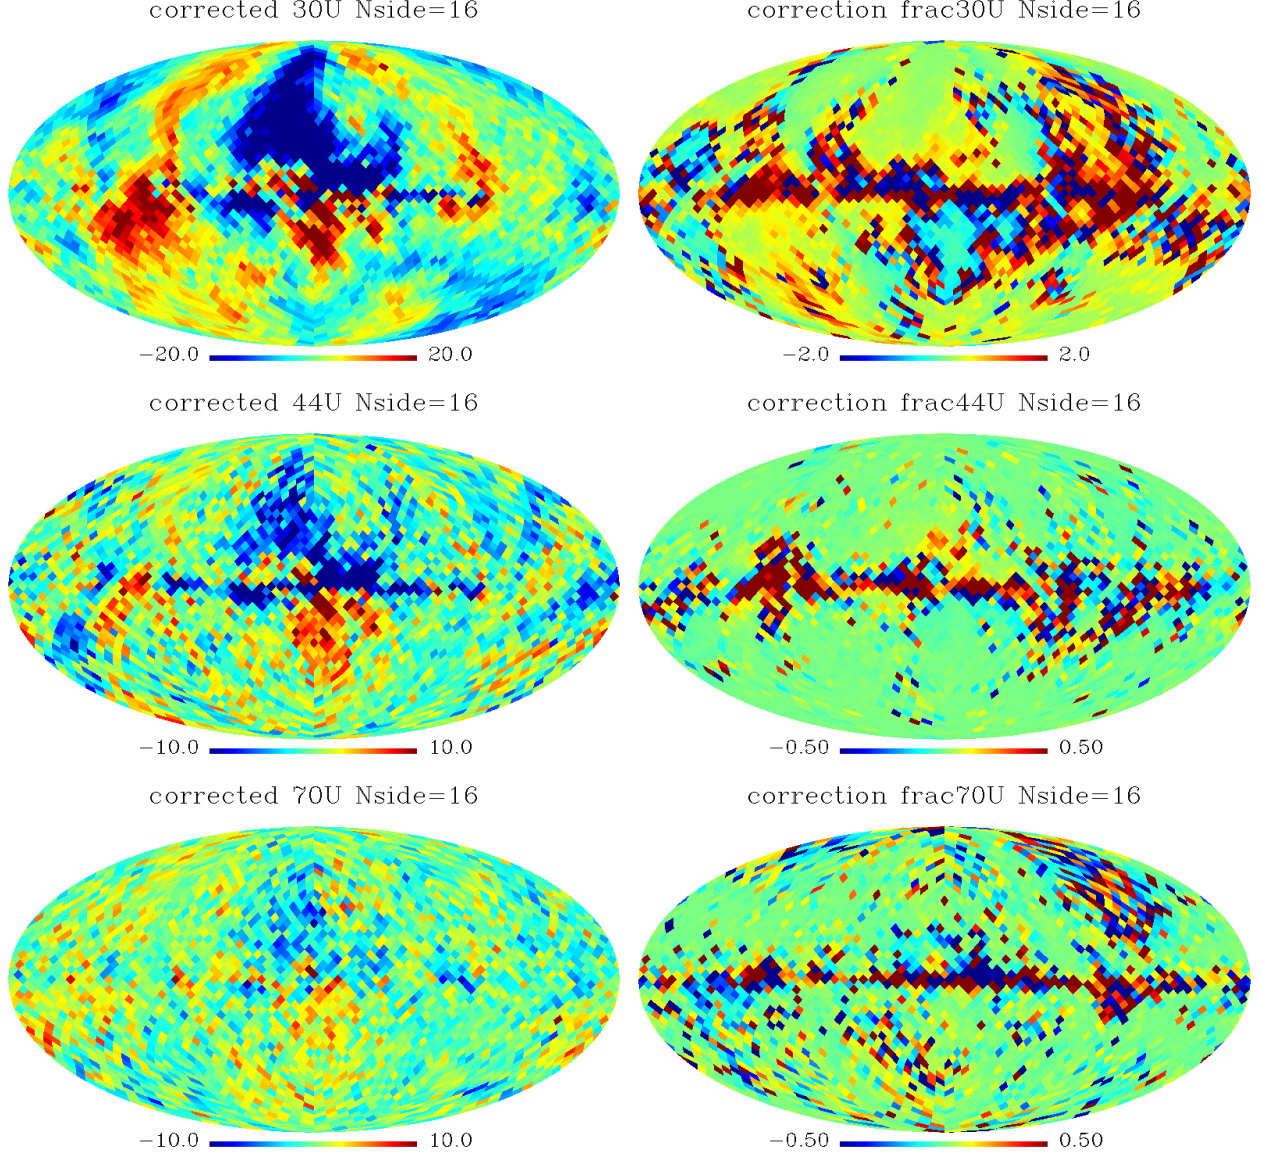 corrected 30U Nside=16
correction frac30U Nside=16
−20.0 20.0
−2.0 2.0
corrected 44U Nside=16
correction frac44U Nside=16
−10.0 10.0
−0.50 0.50
corrected 70U Nside=16
correction frac70U Nside=16
−10.0 10.0
−0.50 0.50